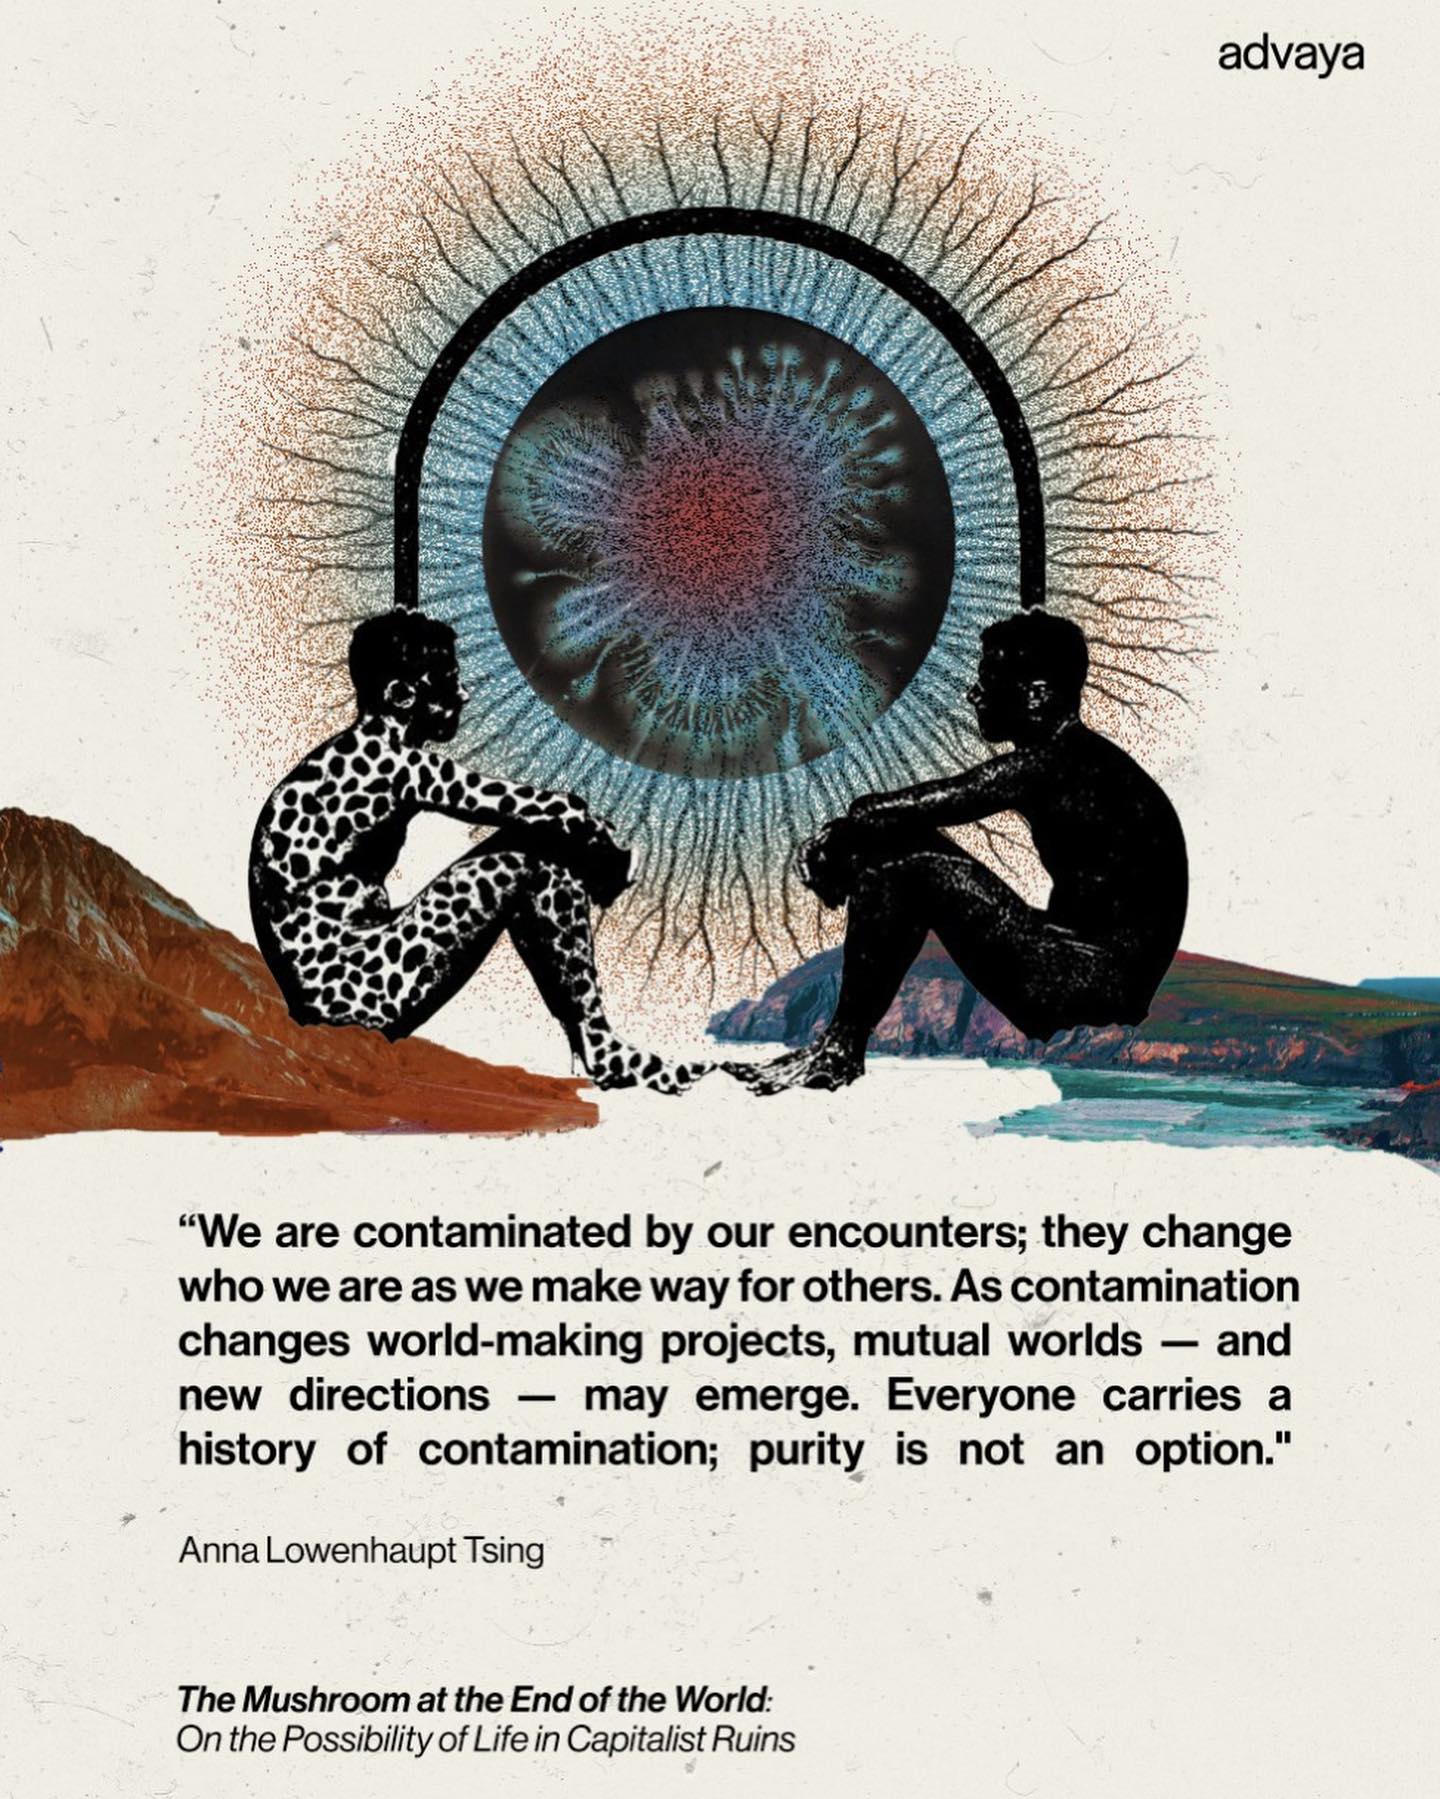 advaya
“We are contaminated by our encounters; they change
who we are as we make way for others. As contamination
changes world-making projects, mutual worlds — and
new directions — may emerge. Everyone carries a
history of contamination; purity is not an option."
Anna Lowenhaupt Tsing
The Mushroom at the End of the World:
On the Possibility of Life in Capitalist Ruins